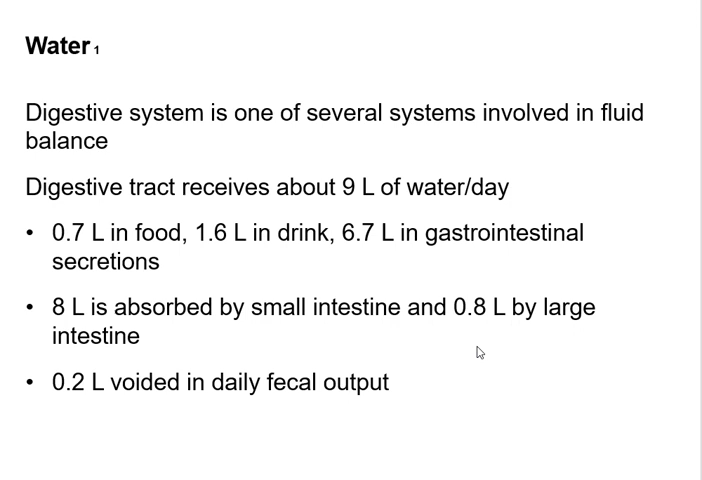 Water 1
Digestive system is one of several systems involved in fluid
balance
Digestive tract receives about 9 L of water/day
• 0.7 L in food, 1.6 L in drink, 6.7 L in gastrointestinal
secretions
• 8 L is absorbed by small intestine and 0.8 L by large
intestine
• 0.2 L voided in daily fecal output